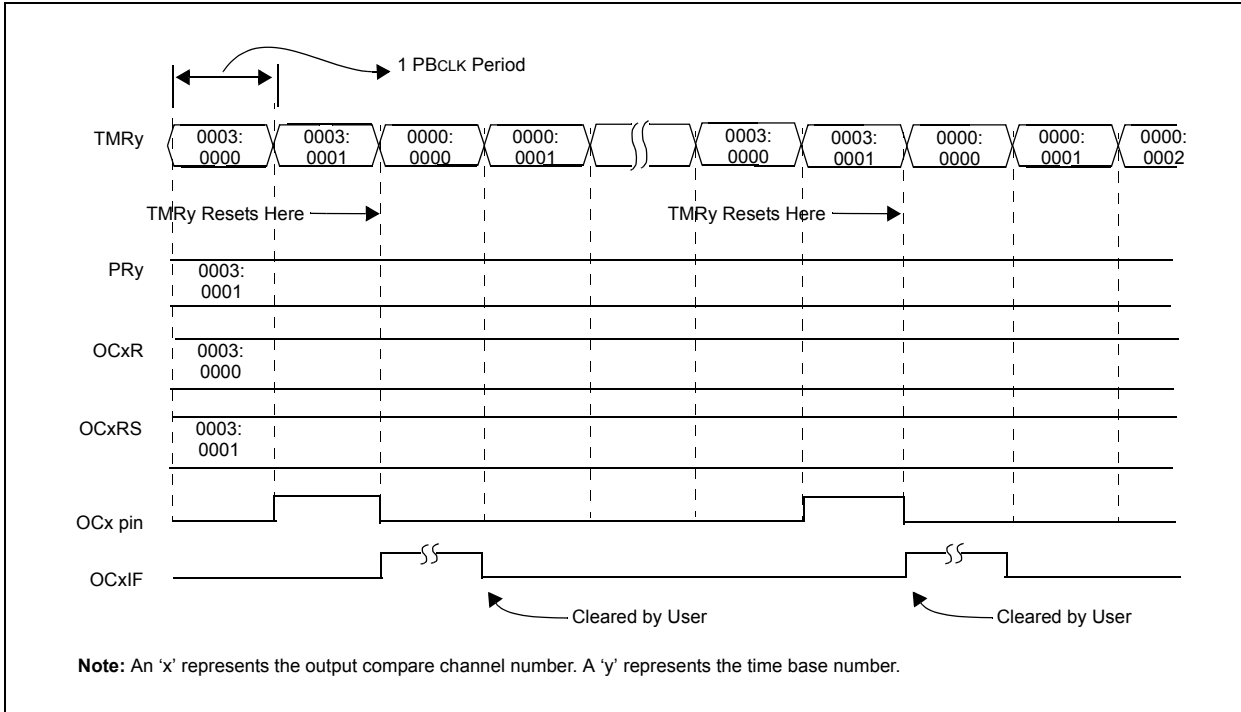 1 PBCLK Period
TMRy
0003:
0000
0003:
0001
0000:
0000
0000:
0001
0003:
0000
0003:
0001
0000:
0000
0000:
0001
0000:
0002
TMRy Resets Here
TMRy Resets Here
PRy
0003:
0001
OCxR
0003:
0000
OCxRS
0003:
0001
OCx pin
OCxIF
Cleared by User
Cleared by User
Note: An ‘x’ represents the output compare channel number. A ‘y’ represents the time base number.